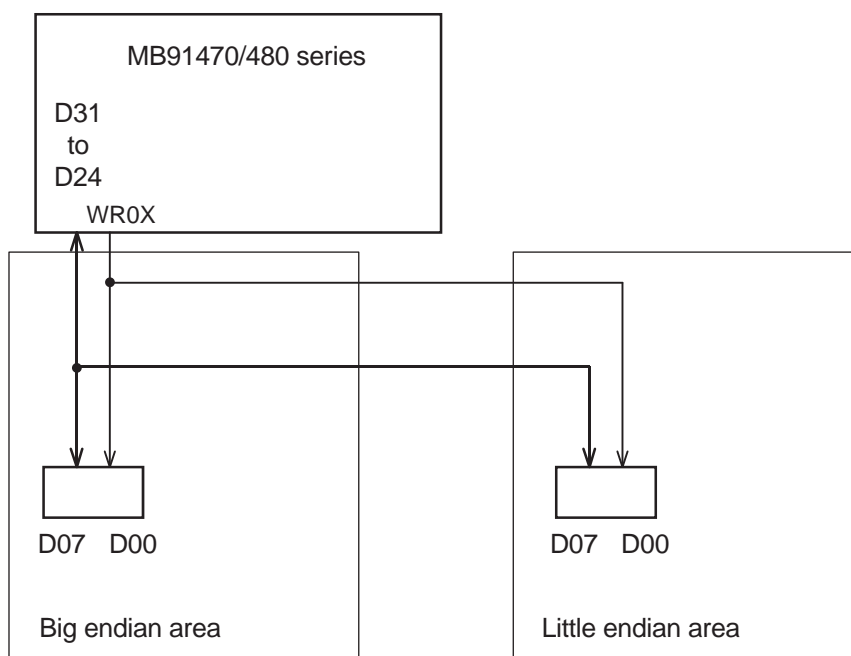 MB91470/480 series
D31
to
D24
WR0X
D07 D00
D07 D00
Big endian area
Little endian area